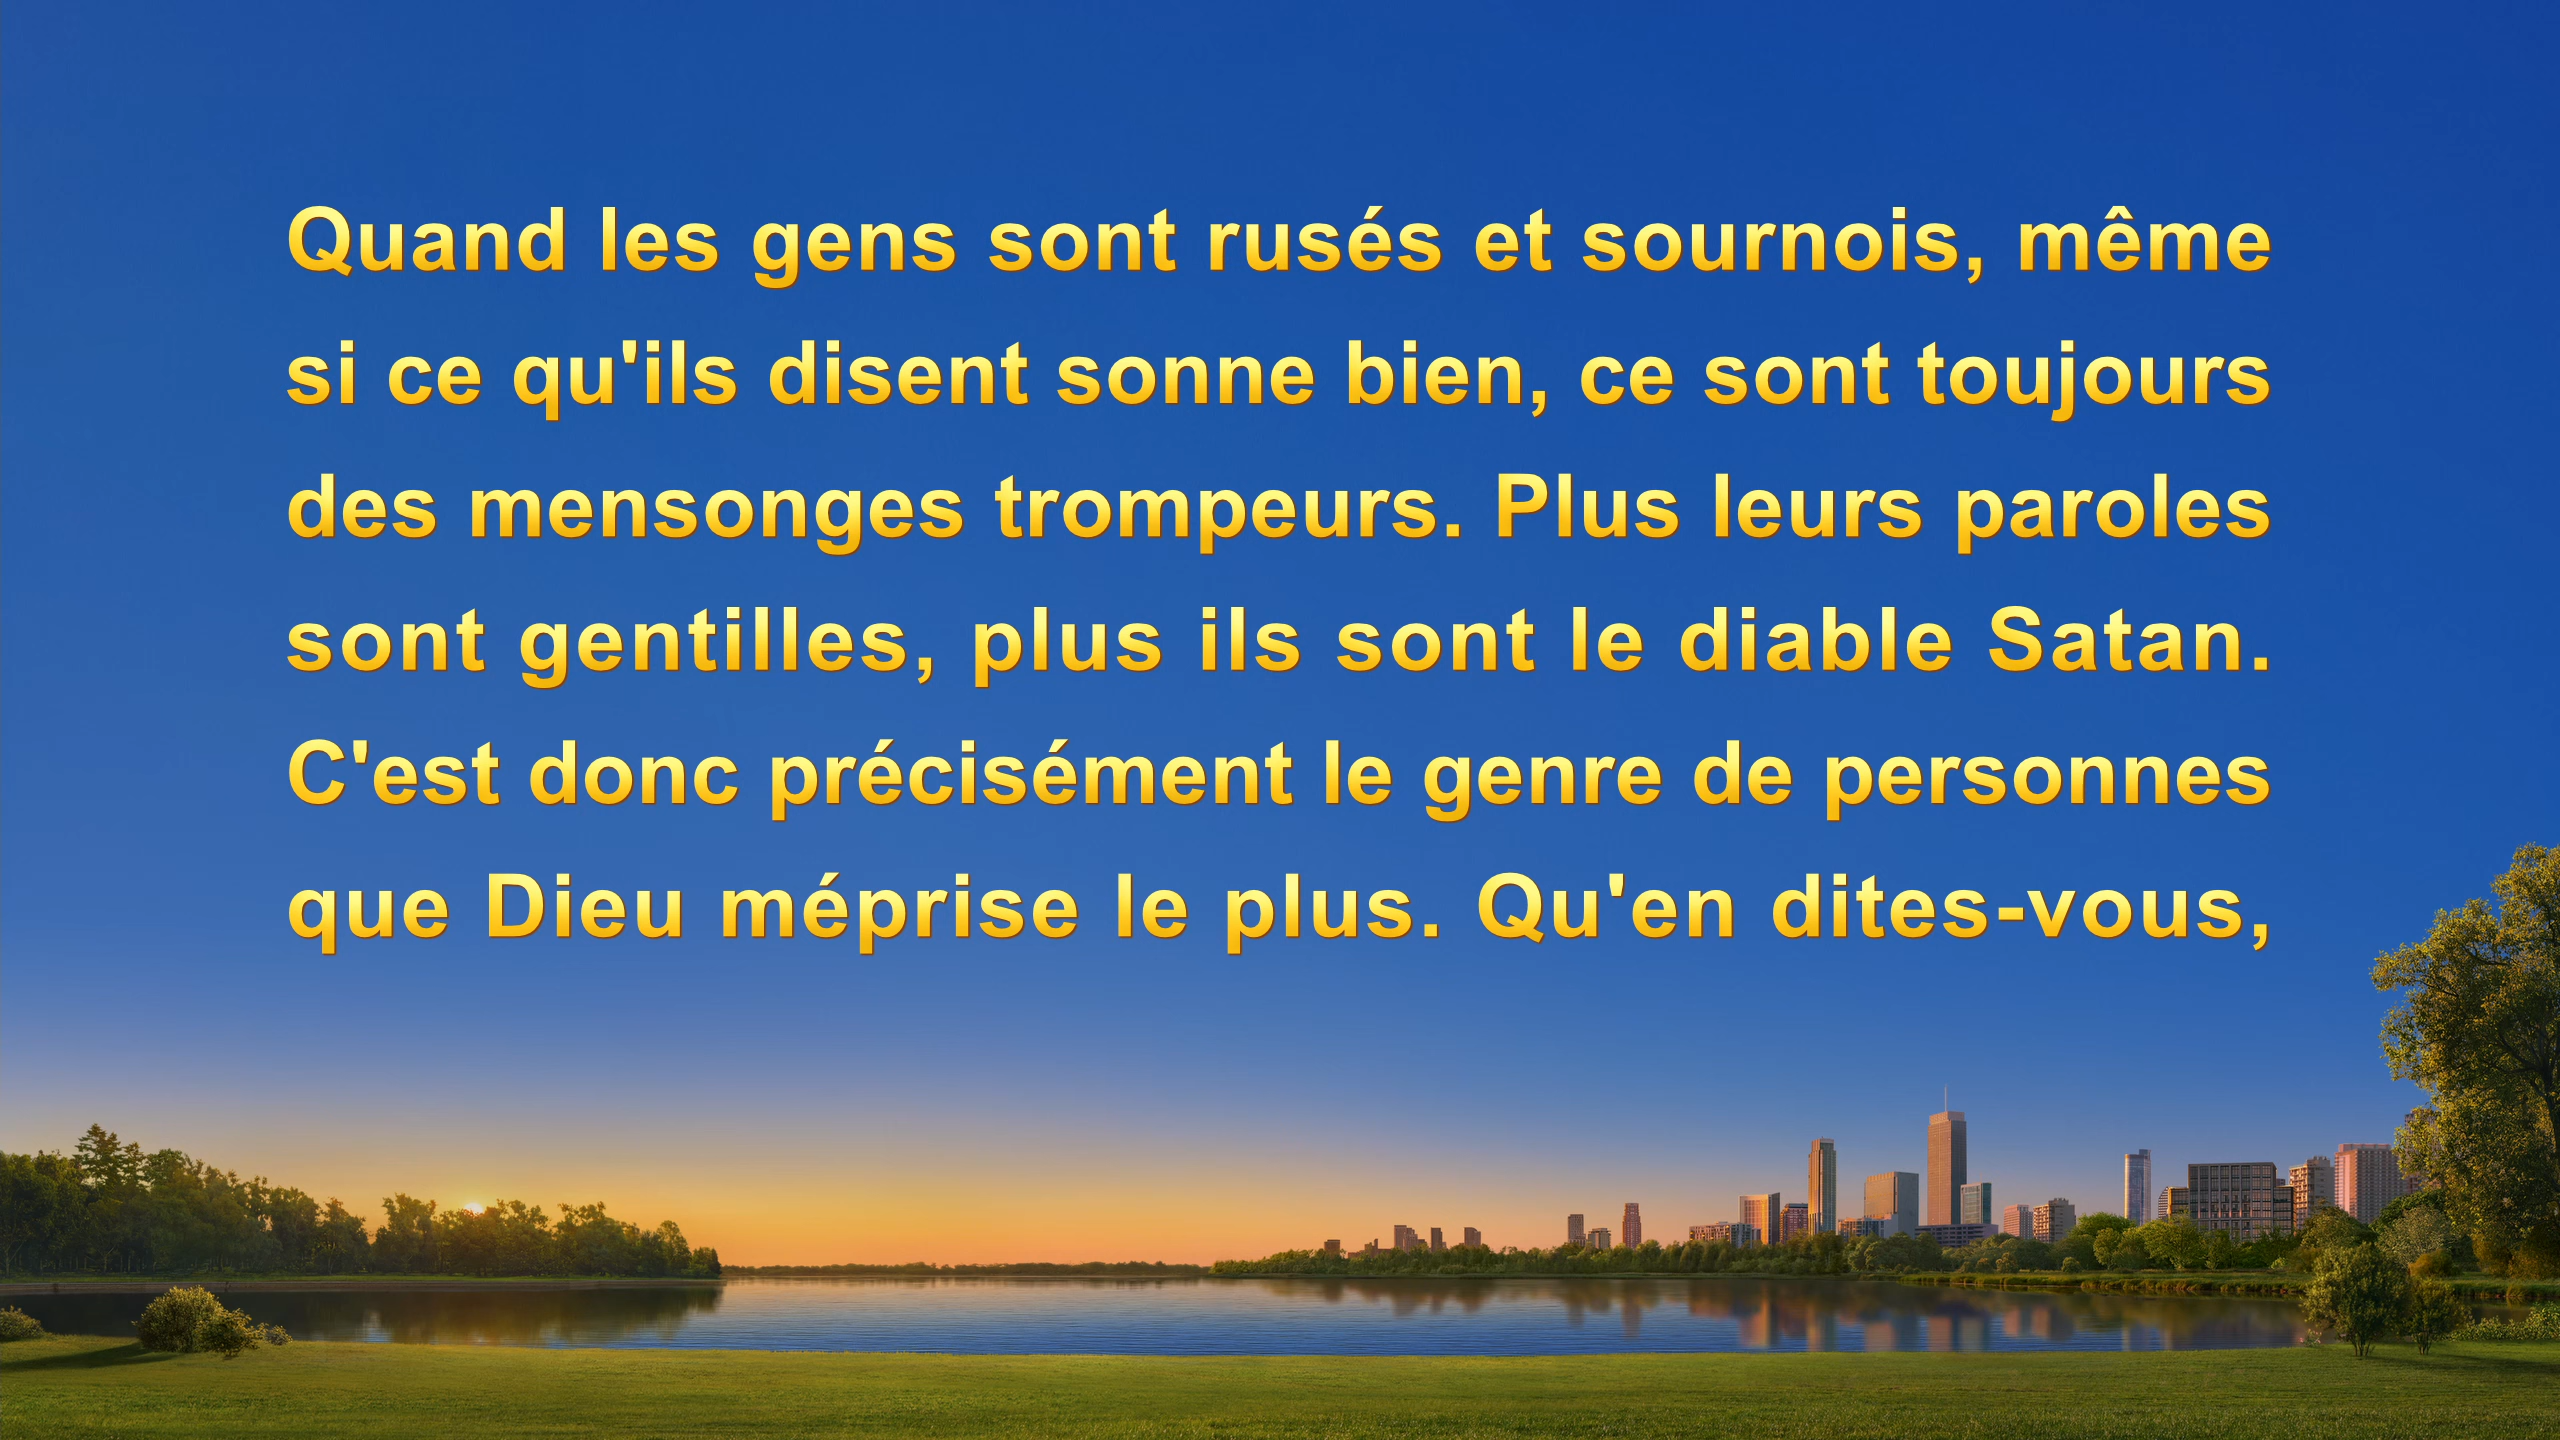 Quand les gens sont rusés et sournois, même
si ce qu'ils disent sonne bien, ce sont toujours
des mensonges trompeurs. Plus leurs paroles
sont gentilles, plus ils sont le diable Satan.
C'est donc précisément le genre de personnes
que Dieu méprise le plus. Qu'en dites-vous,